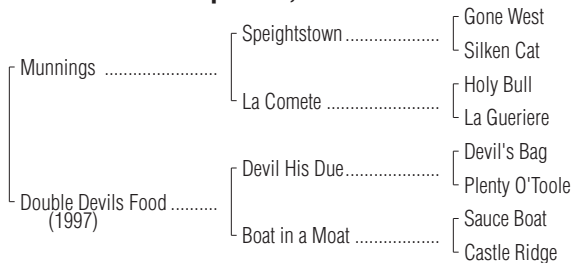 Gone West
Speightstown
Silken Cat
Munnings
Holy Bull
La Comete
La Gueriere
Devil's Bag
Devil His Due
Plenty O'Toole
Double Devils Food
(1997)
Sauce Boat
Boat in a Moat
Castle Ridge